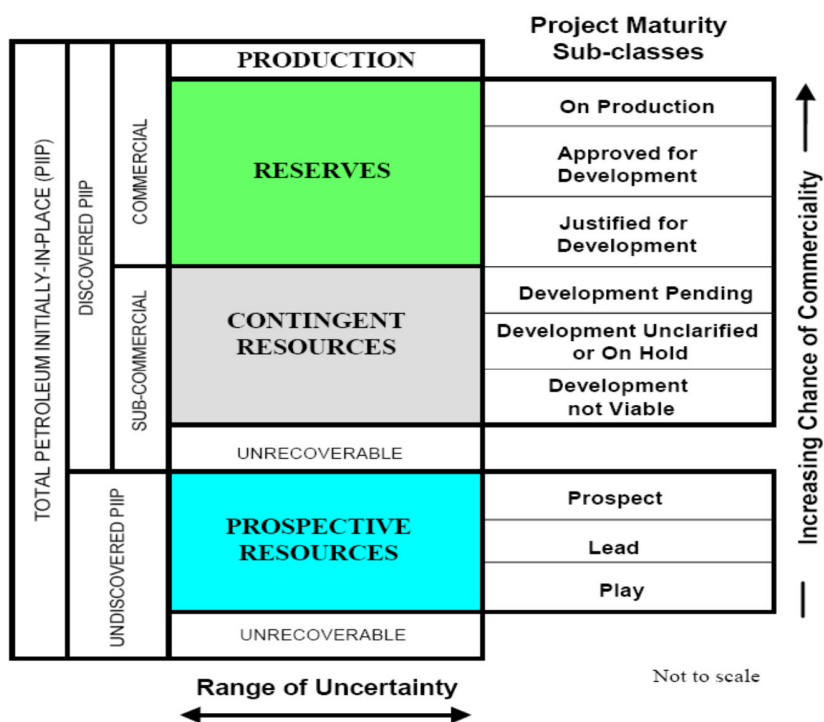 Project Maturity
Sub-classes
PRODUCTION
RESERVES
On Production
Approved for
Development
Justified for
Development
CONTINGENT
RESOURCES
Development Pending
Development Unclarified
or On Hold
Development
not Viable
UNRECOVERABLE
PROSPECTIVE
RESOURCES
Prospect
Lead
Play
UNRECOVERABLE
TOTAL PETROLEUM INITIALLY-IN-PLACE (PIIP)
DISCOVERED PIIP
UNDISCOVERED PIIP
COMMERCIAL
SUB-COMMERCIAL
Increasing Chance of Commerciality
Range of Uncertainty
Not to scale